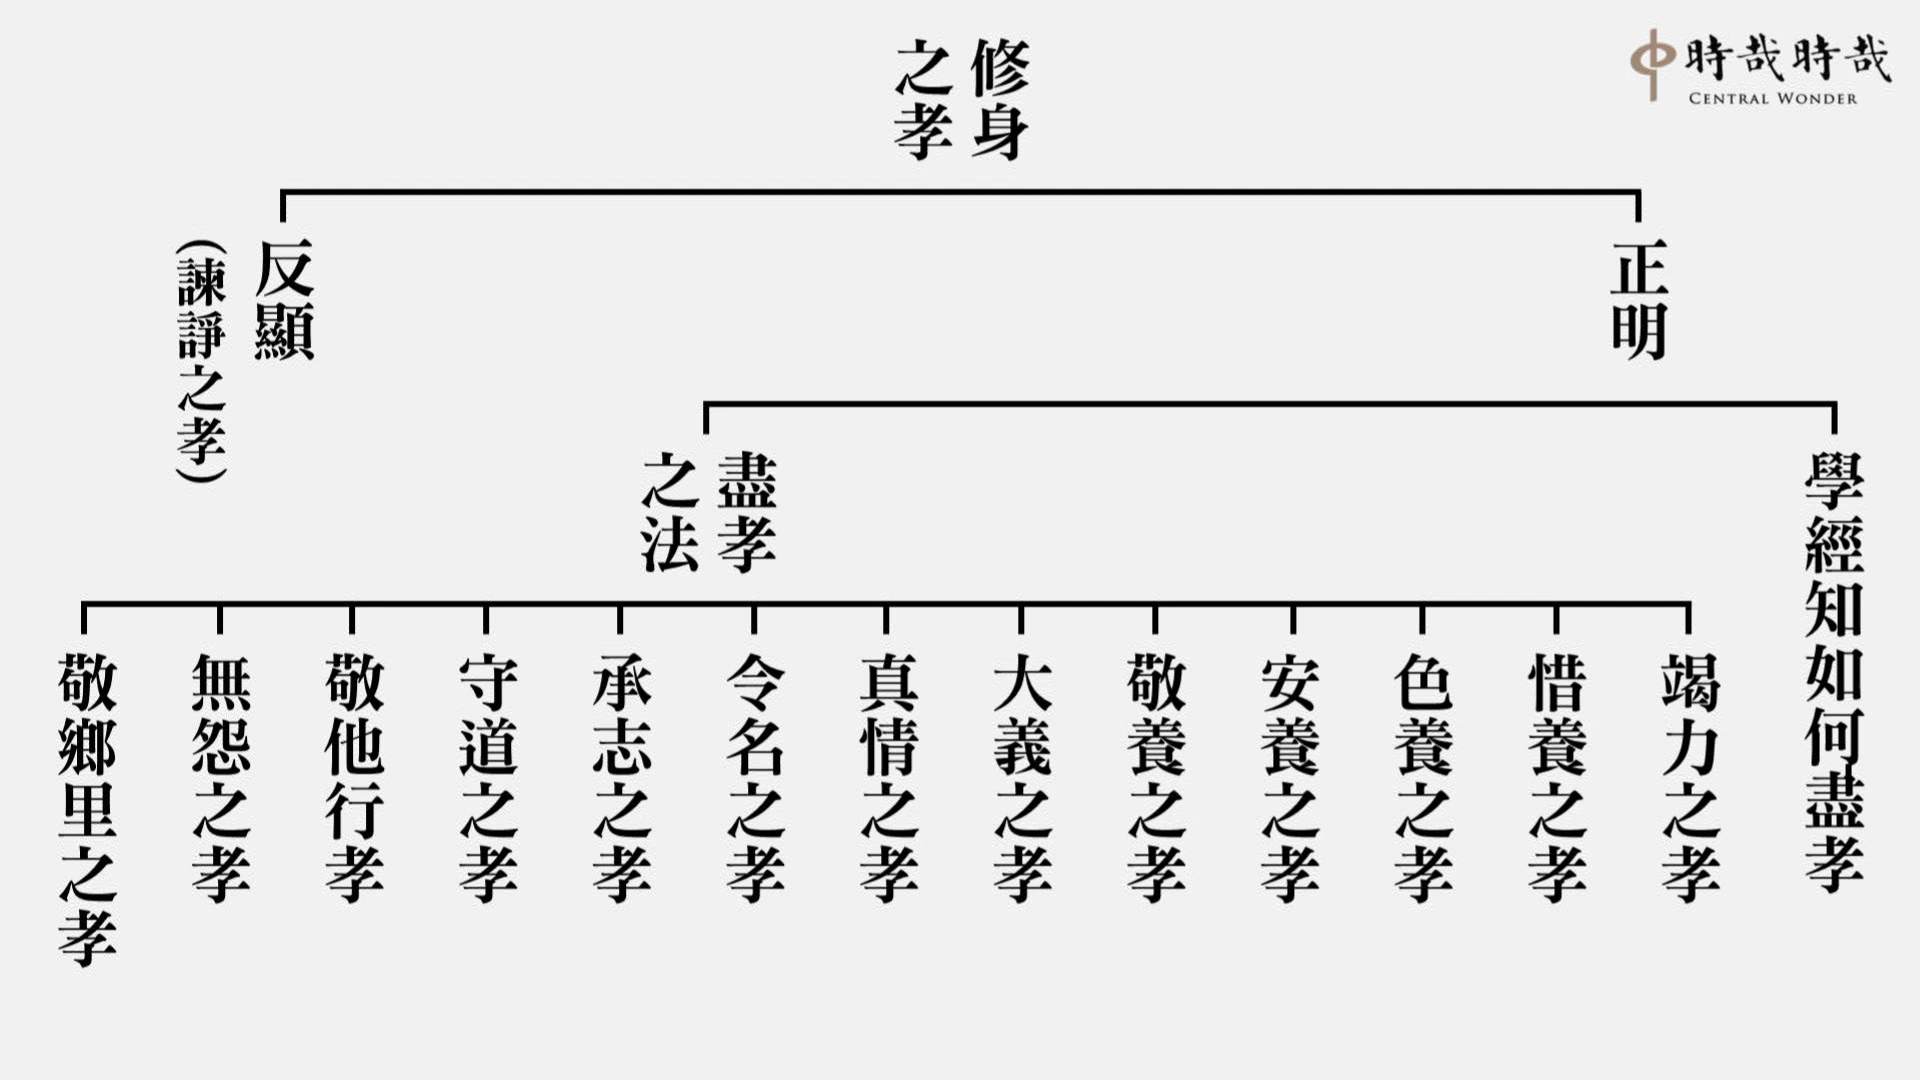 修身
之孝
時哉時哉
CENTRAL WONDER
正明
反顯
（諫諍之孝）
學經知如何盡孝
盡孝
之法
竭力之孝
惜養之孝
色養之孝
安養之孝
敬養之孝
大義之孝
真情之孝
令名之孝
承志之孝
守道之孝
敬他行孝
無怨之孝
敬鄉里之孝